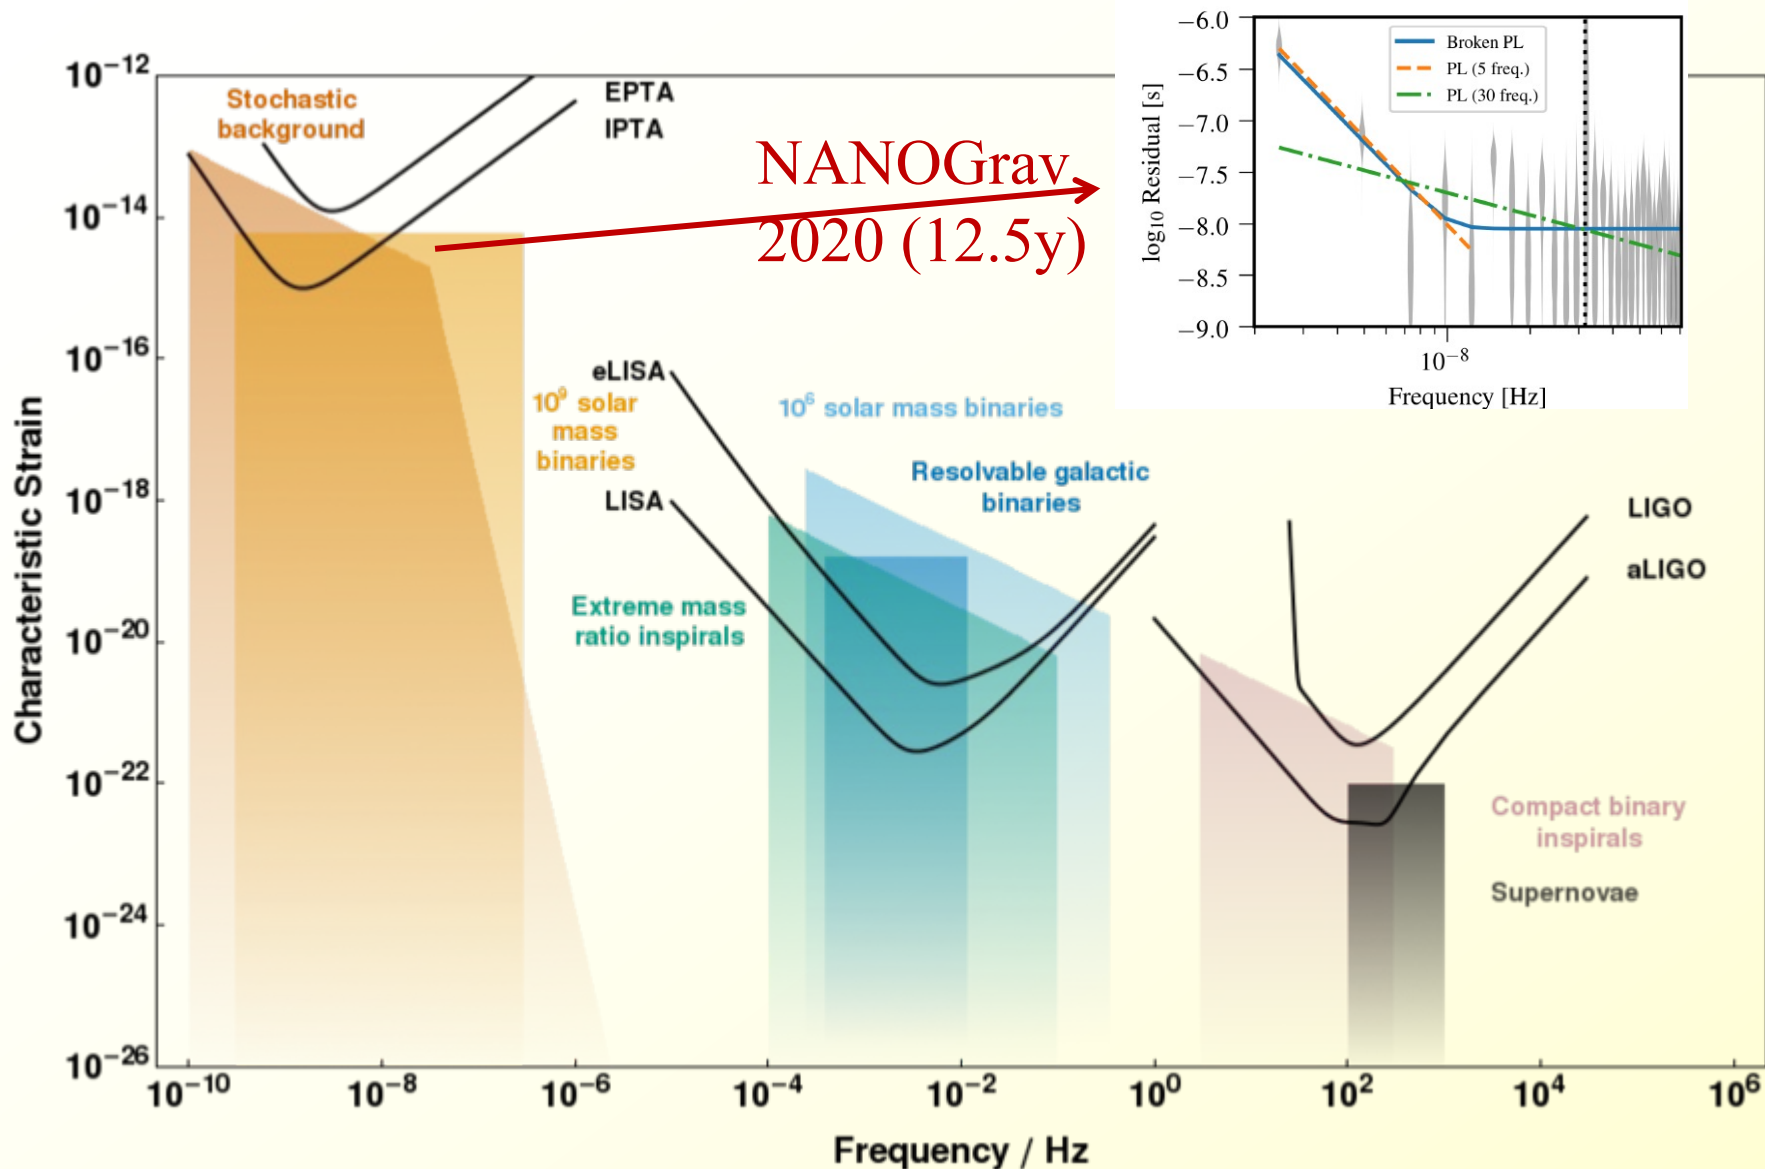 10⁻¹²
10⁻¹⁴
10⁻¹⁶
10⁻¹⁸
10⁻²⁰
10⁻²²
10⁻²⁴
10⁻²⁶
Characteristic Strain
Stochastic
background
EPTA
IPTA
NANOGrav
2020 (12.5y)
−6.0
−6.5
−7.0
−7.5
−8.0
−8.5
−9.0
log₁₀ Residual [s]
Broken PL
PL (5 freq.)
PL (30 freq.)
10⁻⁸
Frequency [Hz]
eLISA
10⁹ solar
mass
binaries
10⁶ solar mass binaries
LISA
Resolvable galactic
binaries
Extreme mass
ratio inspirals
LIGO
aLIGO
Compact binary
inspirals
Supernovae
10⁻¹⁰
10⁻⁸
10⁻⁶
10⁻⁴
10⁻²
10⁰
10²
10⁴
10⁶
Frequency / Hz